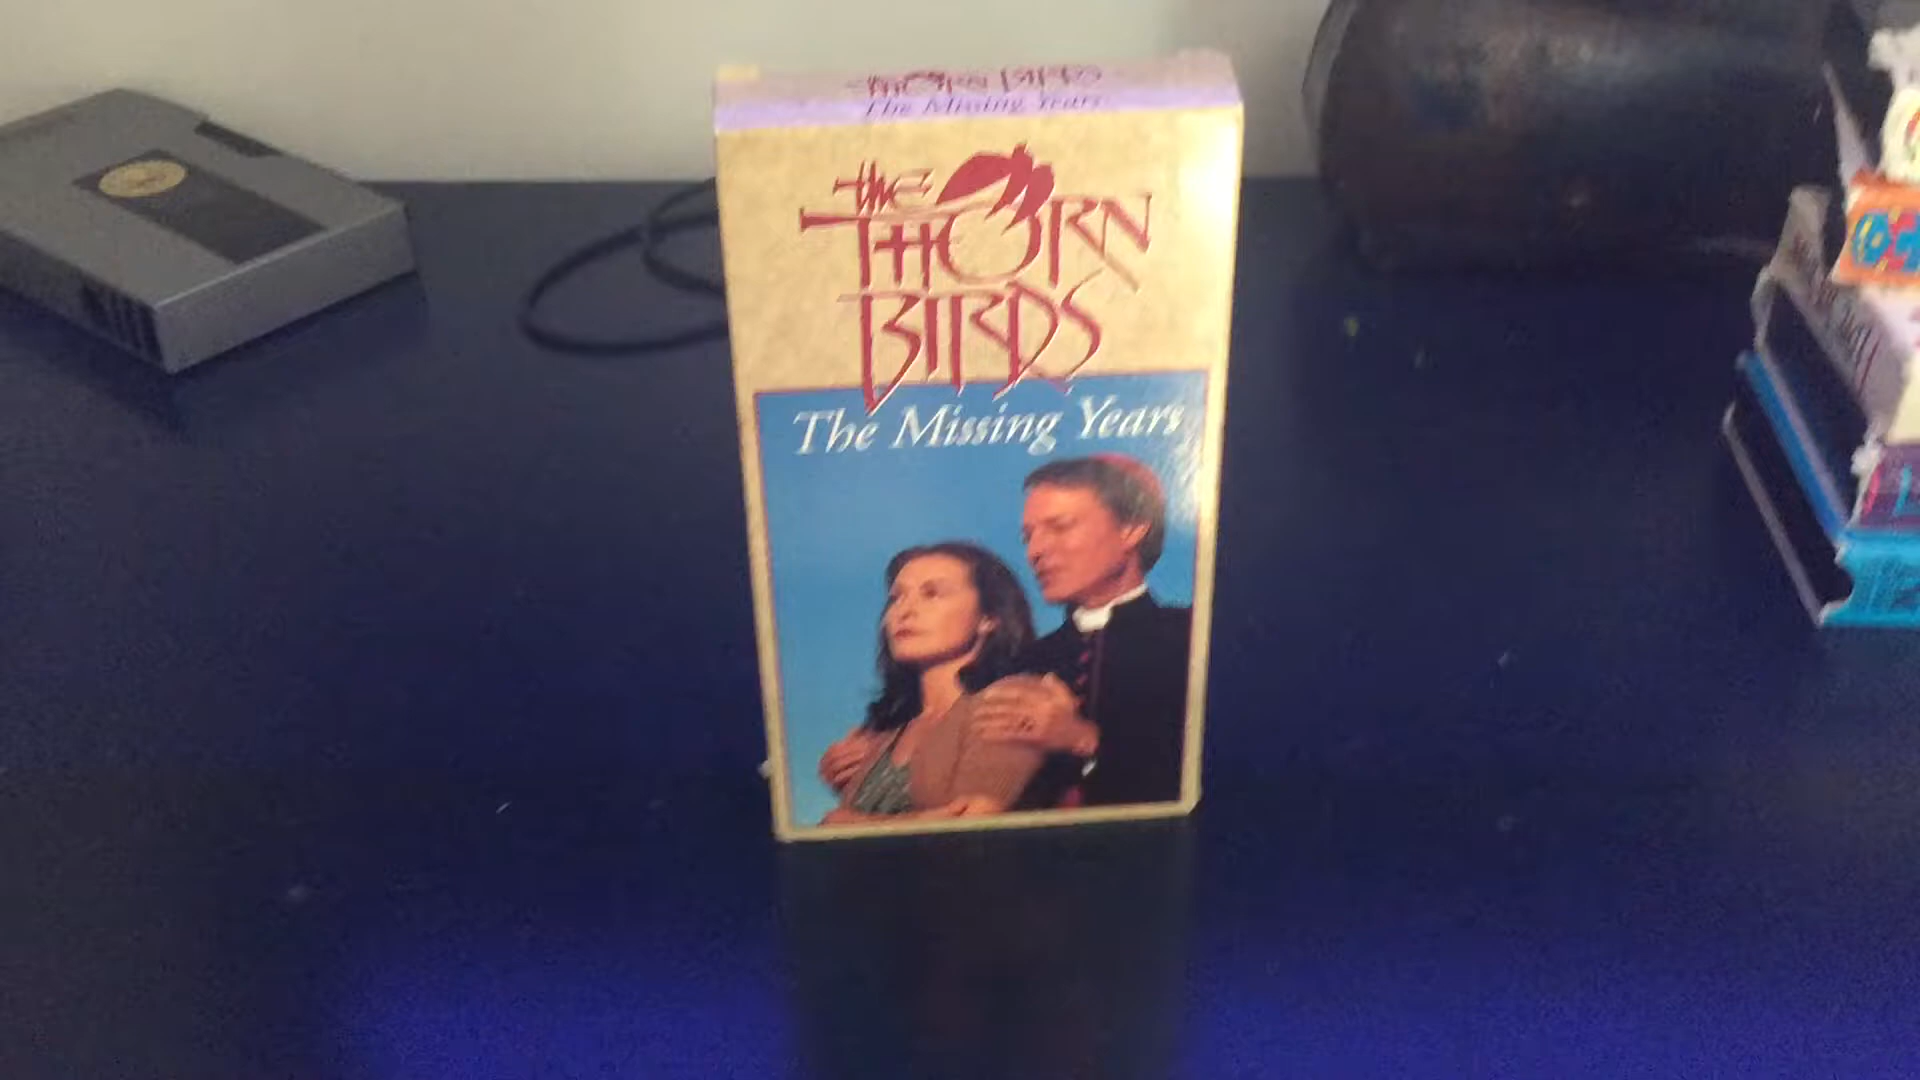 the THORN BIRDS
The Missing Years
the
THORN
BIRDS
The Missing Years